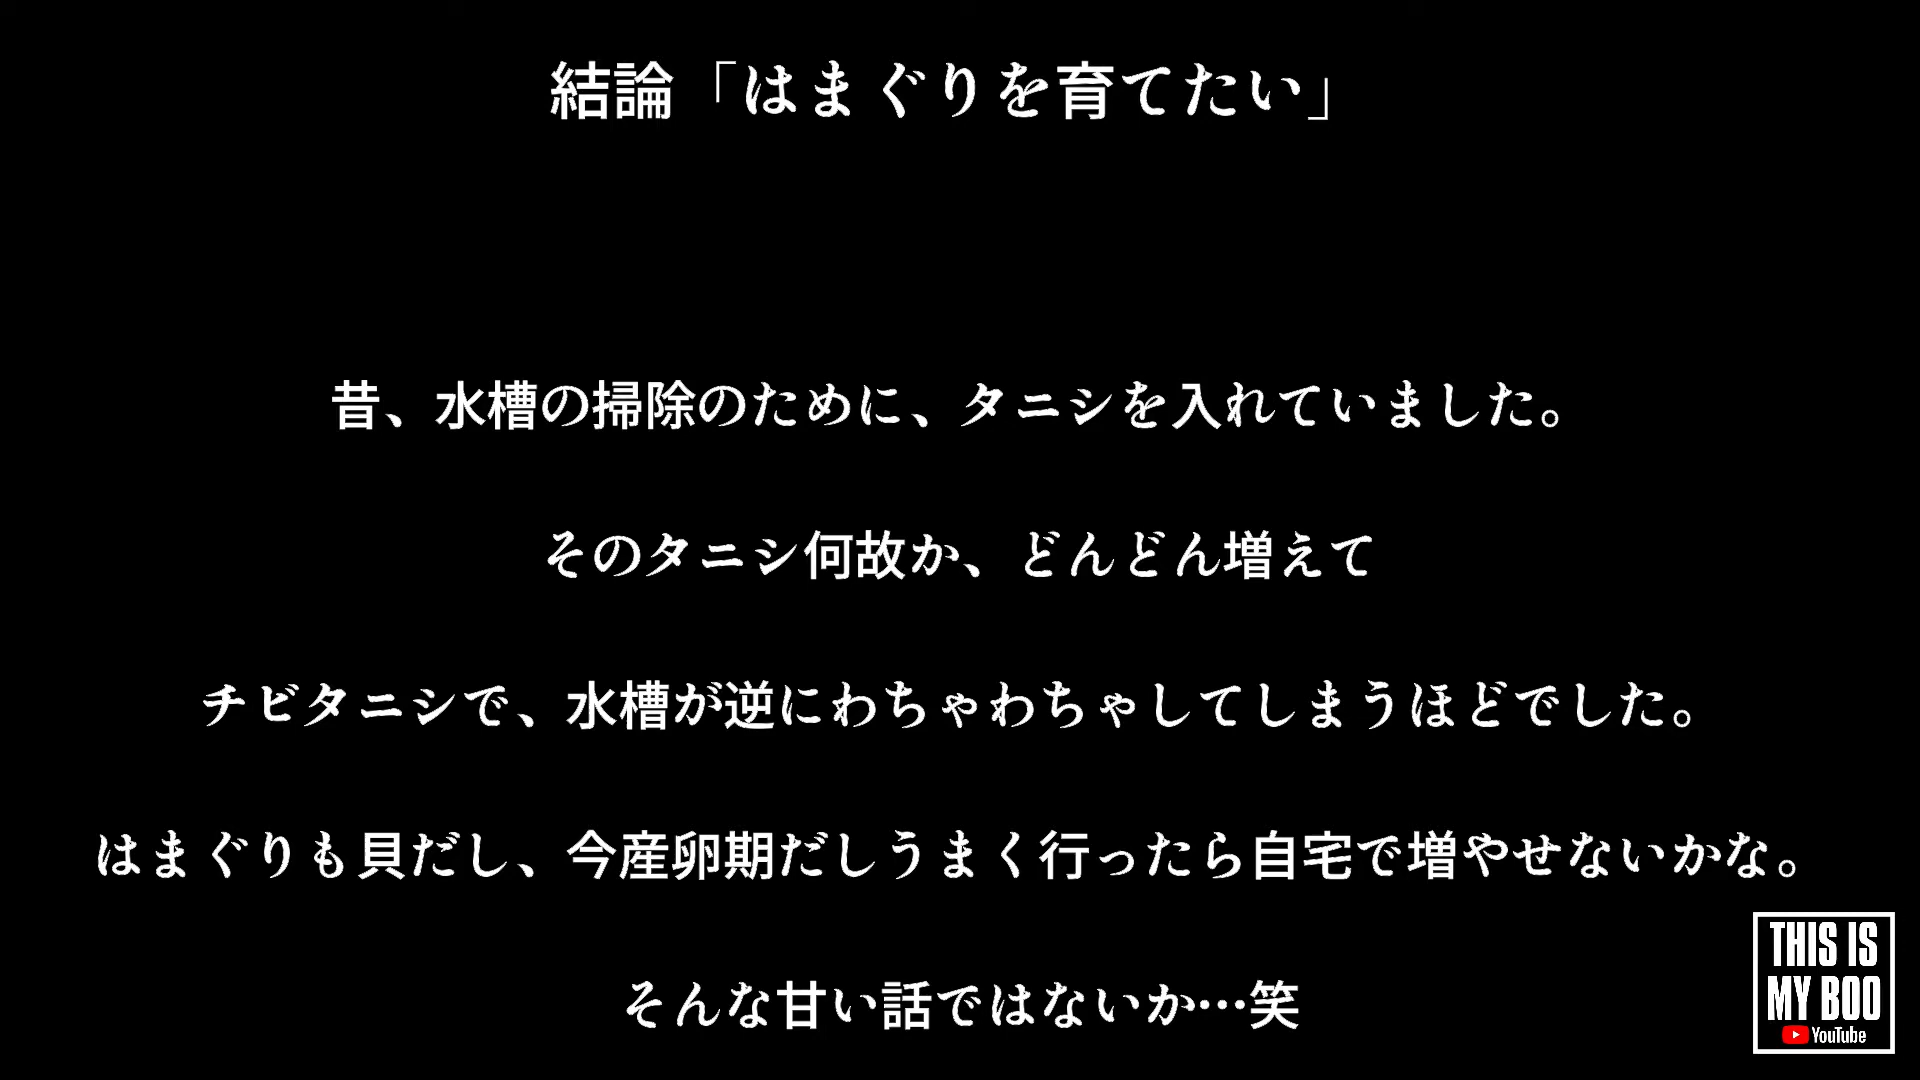 結論「はまぐりを育てたい」
昔、水槽の掃除のために、タニシを入れていました。
そのタニシ何故か、どんどん増えて
チビタニシで、水槽が逆にわちゃわちゃしてしまうほどでした。
はまぐりも貝だし、今産卵期だしうまく行ったら自宅で増やせないかな。
そんな甘い話ではないか…笑
THIS IS
MY BOO
YouTube